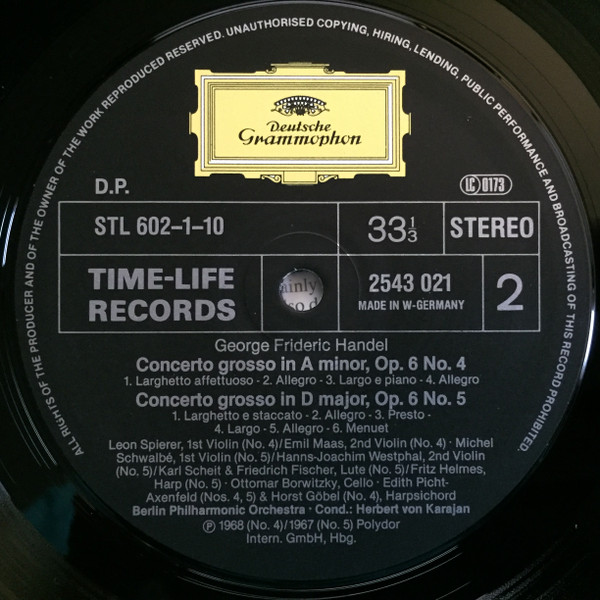 ALL RIGHTS OF THE PRODUCER AND OF THE OWNER OF THE WORK REPRODUCED RESERVED. UNAUTHORISED COPYING, HIRING, LENDING, PUBLIC PERFORMANCE AND BROADCASTING OF THIS RECORD PROHIBITED.
Deutsche
Grammophon
D.P.
LC 0173
STL 602-1-10
33 1/3
STEREO
TIME-LIFE
RECORDS
ainly
so d
2543 021
MADE IN W-GERMANY
2
George Frideric Handel
Concerto grosso in A minor, Op. 6 No. 4
1. Larghetto affettuoso - 2. Allegro - 3. Largo e piano - 4. Allegro
Concerto grosso in D major, Op. 6 No. 5
1. Larghetto e staccato - 2. Allegro - 3. Presto -
4. Largo - 5. Allegro - 6. Menuet
Leon Spierer, 1st Violin (No. 4)/Emil Maas, 2nd Violin (No. 4) · Michel
Schwalbé, 1st Violin (No. 5)/Hanns-Joachim Westphal, 2nd Violin
(No. 5)/Karl Scheit & Friedrich Fischer, Lute (No. 5)/Fritz Helmes,
Harp (No. 5) · Ottomar Borwitzky, Cello · Edith Picht-
Axenfeld (Nos. 4, 5) & Horst Göbel (No. 4), Harpsichord
Berlin Philharmonic Orchestra · Cond.: Herbert von Karajan
℗ 1968 (No. 4)/1967 (No. 5) Polydor
Intern. GmbH, Hbg.